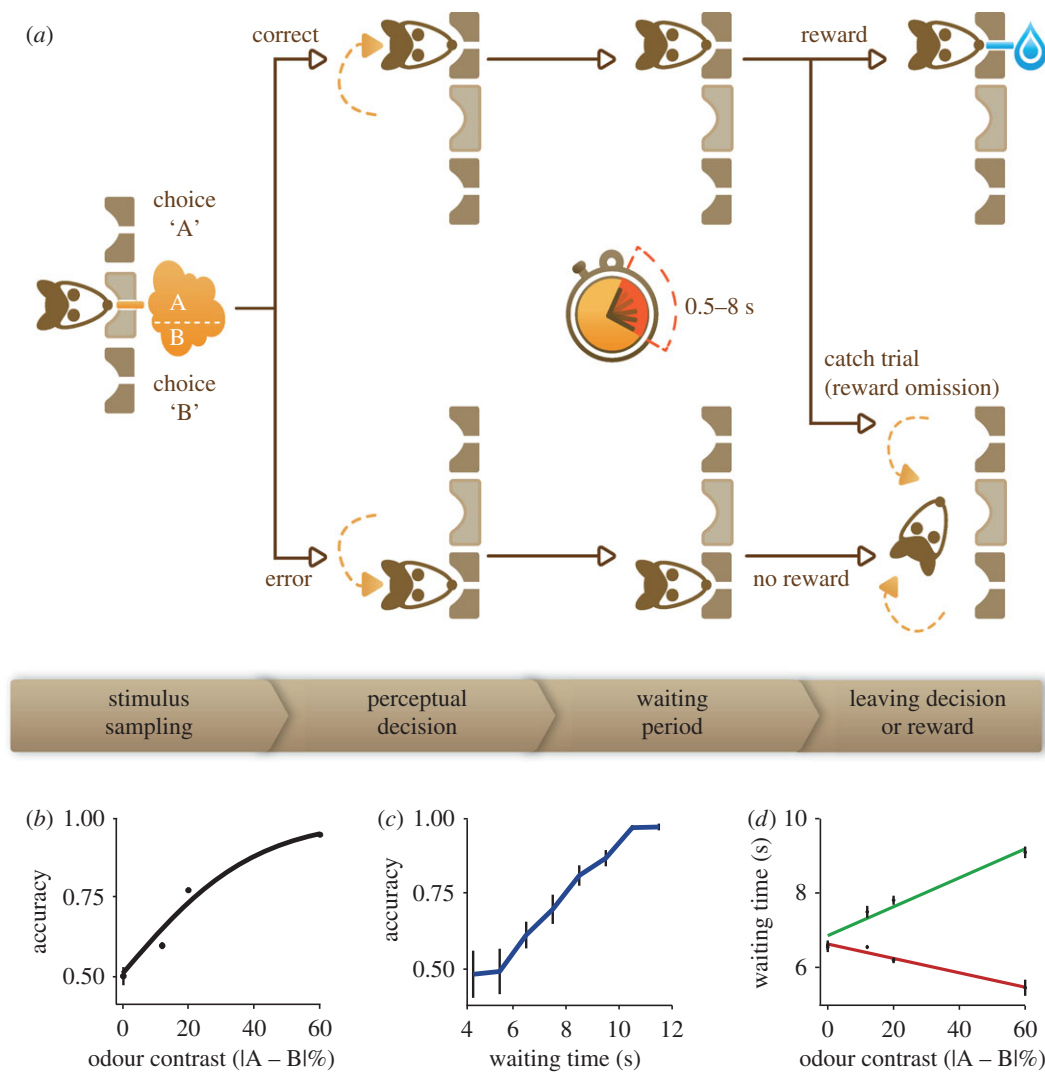 (a)
correct
reward
choice
‘A’
A
B
choice
‘B’
0.5–8 s
catch trial
(reward omission)
error
no reward
stimulus
sampling
perceptual
decision
waiting
period
leaving decision
or reward
(b)
1.00
0.75
0.50
accuracy
0
20
40
60
odour contrast (|A – B|%)
(c)
1.00
0.75
0.50
accuracy
4
6
8
10
12
waiting time (s)
(d)
10
8
6
waiting time (s)
0
20
40
60
odour contrast (|A – B|%)